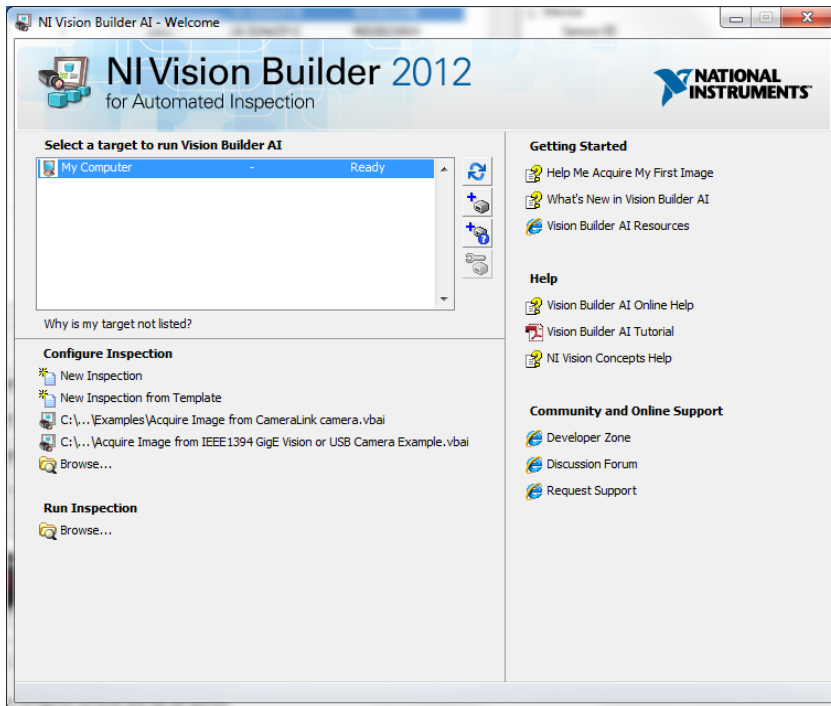 NI Vision Builder AI - Welcome
NI Vision Builder 2012
for Automated Inspection
NATIONAL
INSTRUMENTS™
Select a target to run Vision Builder AI
My Computer - Ready
Why is my target not listed?
Configure Inspection
New Inspection
New Inspection from Template
C:\...\Examples\Acquire Image from CameraLink camera.vbai
C:\...\Acquire Image from IEEE1394 GigE Vision or USB Camera Example.vbai
Browse...
Run Inspection
Browse...
Getting Started
Help Me Acquire My First Image
What's New in Vision Builder AI
Vision Builder AI Resources
Help
Vision Builder AI Online Help
Vision Builder AI Tutorial
NI Vision Concepts Help
Community and Online Support
Developer Zone
Discussion Forum
Request Support